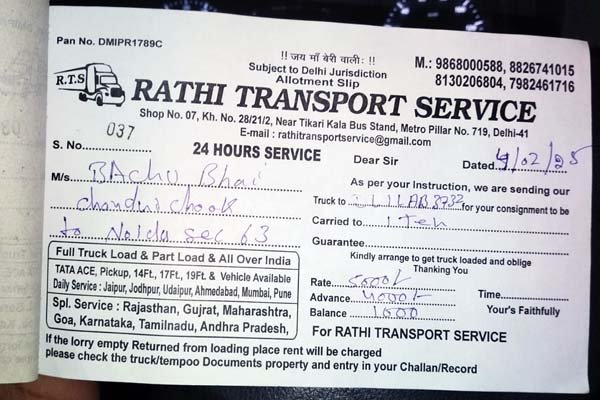 Pan No. DMIPR1789C
!! जय माँ बेरी वाली: !!
Subject to Delhi Jurisdiction
Allotment Slip
M.: 9868000588, 8826741015
8130206804, 7982461716
R.T.S
RATHI TRANSPORT SERVICE
Shop No. 07, Kh. No. 28/21/2, Near Tikari Kala Bus Stand, Metro Pillar No. 719, Delhi-41
E-mail : rathitransportservice@gmail.com
S. No. 037
24 HOURS SERVICE
Dear Sir
Dated 4/02/25
M/s BAchu Bhai
chandni chook
to Noida sec 63
As per your Instruction, we are sending our
Truck to 1LAB3732 for your consignment to be
Carried to 1 Teh
Guarantee
Kindly arrange to get truck loaded and oblige
Thanking You
Rate 5000/-
Time
Advance 4000/-
Your's Faithfully
Balance 1000
For RATHI TRANSPORT SERVICE
Full Truck Load & Part Load & All Over India
TATA ACE, Pickup, 14Ft., 17Ft., 19Ft. & Vehicle Available
Daily Service : Jaipur, Jodhpur, Udaipur, Ahmedabad, Mumbai, Pune
Spl. Service : Rajasthan, Gujrat, Maharashtra,
Goa, Karnataka, Tamilnadu, Andhra Pradesh,
If the lorry empty Returned from loading place rent will be charged
please check the truck/tempoo Documents property and entry in your Challan/Record